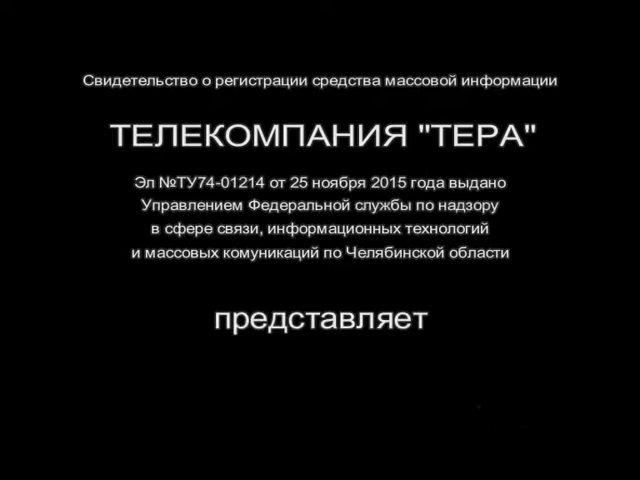 Свидетельство о регистрации средства массовой информации
ТЕЛЕКОМПАНИЯ "ТЕРА"
Эл №ТУ74-01214 от 25 ноября 2015 года выдано
Управлением Федеральной службы по надзору
в сфере связи, информационных технологий
и массовых комуникаций по Челябинской области
представляет